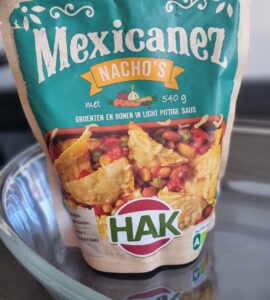 Mexicanez
NACHO'S
met 540 g
GROENTEN EN BONEN IN LICHT PITTIGE SAUS
HAK